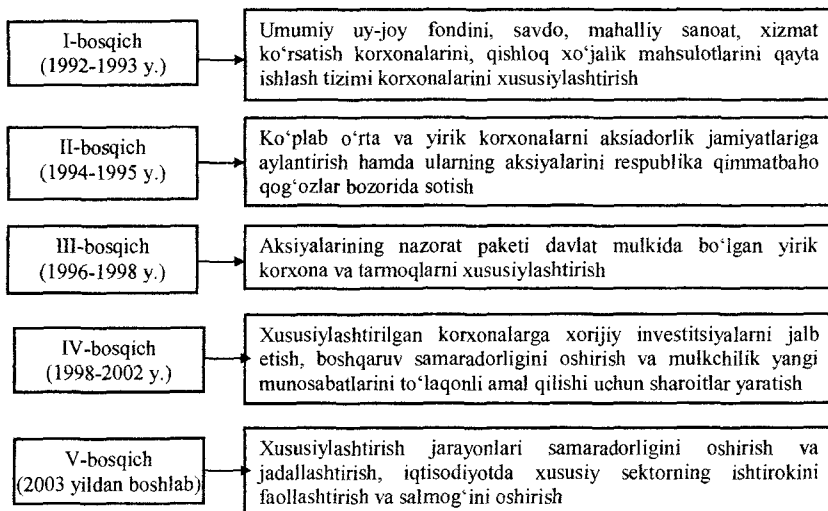 I-bosqich
(1992-1993 y.)
Umumiy uy-joy fondini, savdo, mahalliy sanoat, xizmat
ko‘rsatish korxonalarini, qishloq xo‘jalik mahsulotlarini qayta
ishlash tizimi korxonalarini xususiylashtirish
II-bosqich
(1994-1995 y.)
Ko‘plab o‘rta va yirik korxonalarni aksiadorlik jamiyatlariga
aylantirish hamda ularning aksiyalarini respublika qimmatbaho
qog‘ozlar bozorida sotish
III-bosqich
(1996-1998 y.)
Aksiyalarining nazorat paketi davlat mulkida bo‘lgan yirik
korxona va tarmoqlarni xususiylashtirish
IV-bosqich
(1998-2002 y.)
Xususiylashtirilgan korxonalarga xorijiy investitsiyalarni jalb
etish, boshqaruv samaradorligini oshirish va mulkchilik yangi
munosabatlarini to‘laqonli amal qilishi uchun sharoitlar yaratish
V-bosqich
(2003 yildan boshlab)
Xususiylashtirish jarayonlari samaradorligini oshirish va
jadallashtirish, iqtisodiyotda xususiy sektorning ishtirokini
faollashtirish va salmog‘ini oshirish